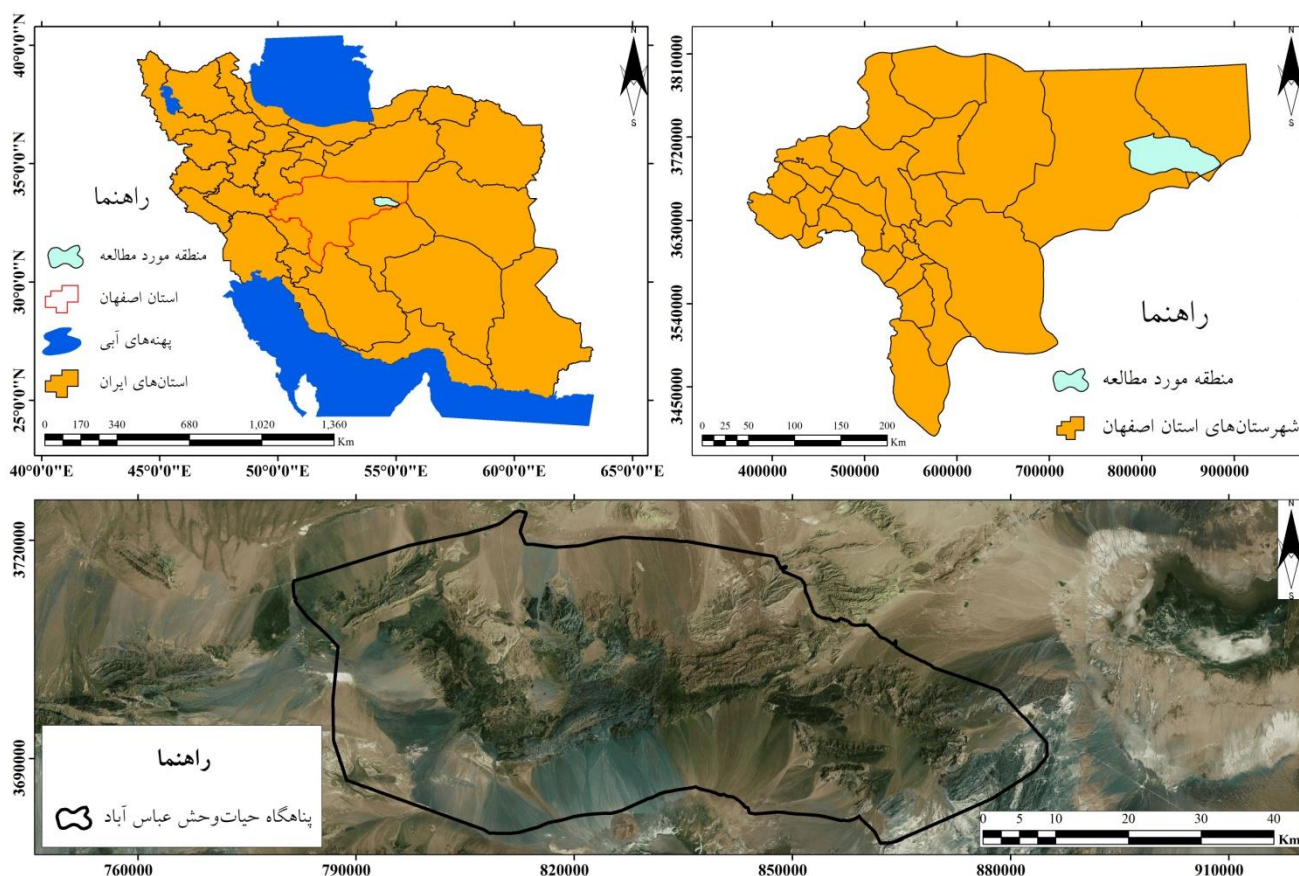 N
S
40°0'0"N
35°0'0"N
30°0'0"N
25°0'0"N
راهنما
منطقه مورد مطالعه
استان اصفهان
پهنه‌های آبی
استان‌های ایران
0 170 340 680 1,020 1,360
Km
40°0'0"E 45°0'0"E 50°0'0"E 55°0'0"E 60°0'0"E 65°0'0"E
N
S
3810000
3720000
3630000
3540000
3450000
راهنما
منطقه مورد مطالعه
شهرستان‌های استان اصفهان
0 25 50 100 150 200
Km
400000 500000 600000 700000 800000 900000
N
S
3720000
3690000
راهنما
پناهگاه حیات‌وحش عباس آباد
0 5 10 20 30 40
Km
760000 790000 820000 850000 880000 910000